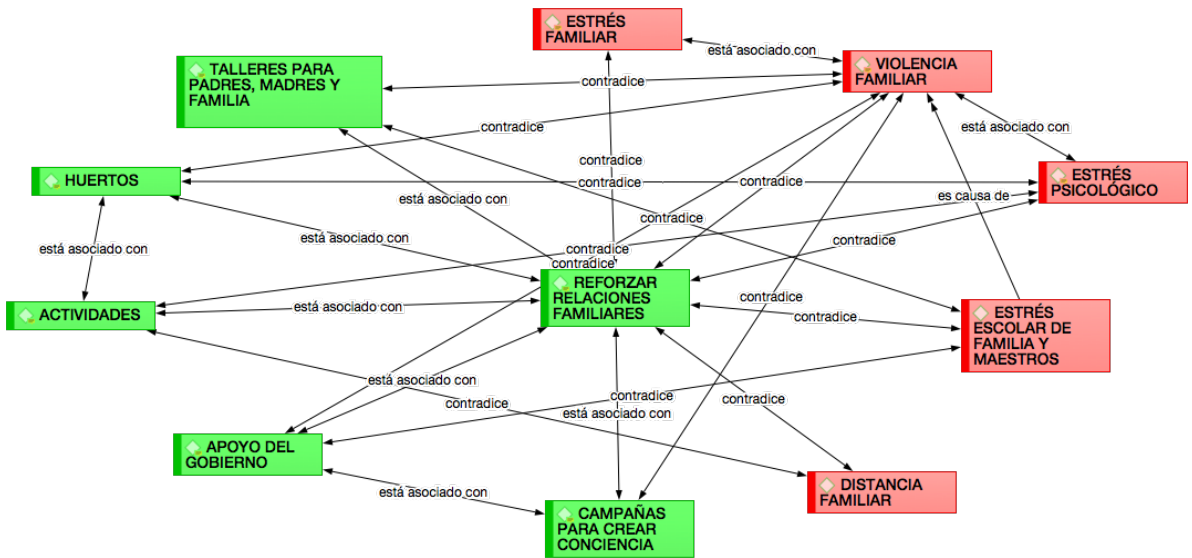 ESTRÉS
FAMILIAR
está asociado con
VIOLENCIA
FAMILIAR
TALLERES PARA
PADRES, MADRES Y
FAMILIA
contradice
contradice
está asociado con
HUERTOS
contradice
contradice
ESTRÉS
PSICOLÓGICO
está asociado con
es causa de
contradice
está asociado con
contradice
está asociado con
contradice
contradice
REFORZAR
RELACIONES
FAMILIARES
ACTIVIDADES
está asociado con
contradice
contradice
ESTRÉS
ESCOLAR DE
FAMILIA Y
MAESTROS
está asociado con
contradice
contradice
contradice
está asociado con
APOYO DEL
GOBIERNO
está asociado con
DISTANCIA
FAMILIAR
CAMPAÑAS
PARA CREAR
CONCIENCIA